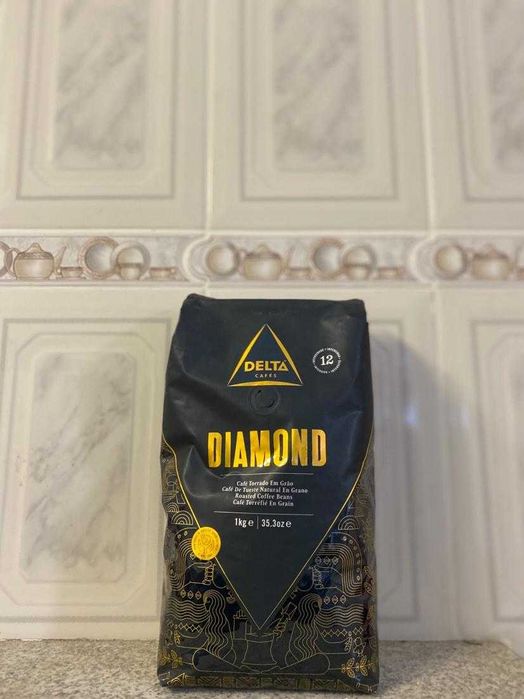 DELTA
CAFÉS
12
DIAMOND
Café Torrado Em Grão
Café De Tueste Natural En Grano
Roasted Coffee Beans
Café Torréfié En Grain
1kg e | 35.3oz e